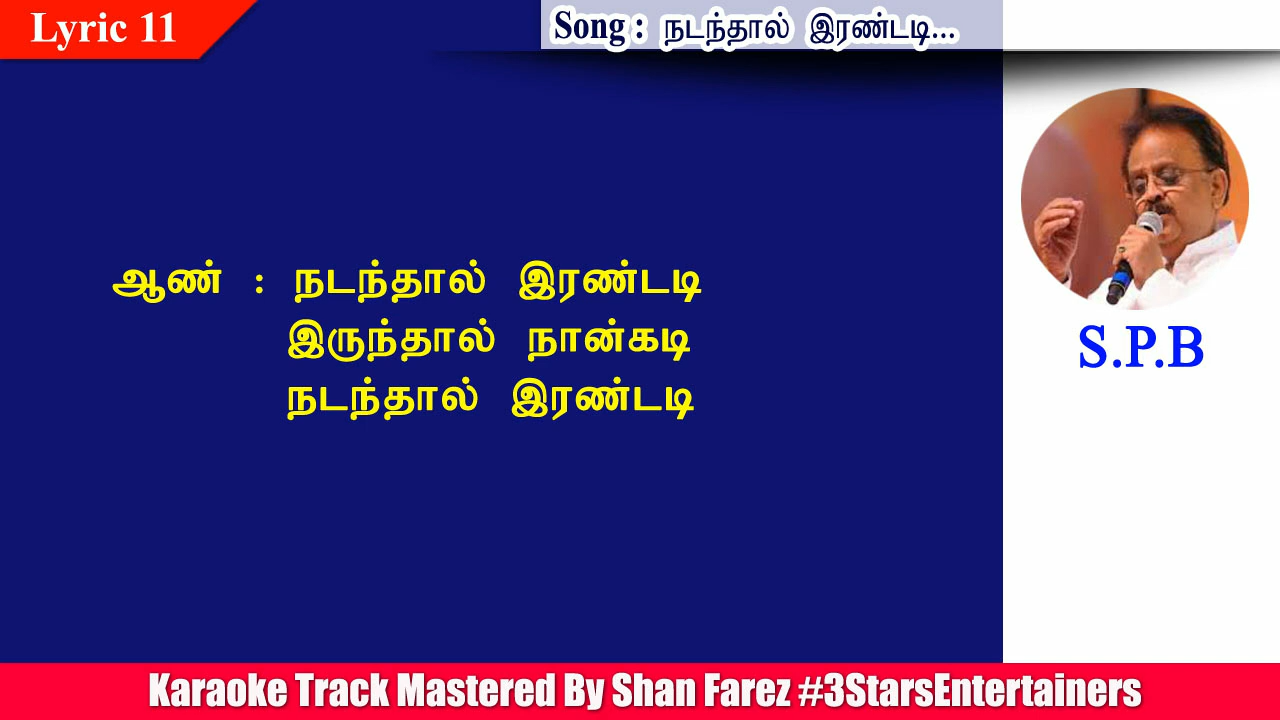 Lyric 11
Song : நடந்தால் இரண்டடி...
ஆண் : நடந்தால் இரண்டடி
இருந்தால் நான்கடி
நடந்தால் இரண்டடி
S.P.B
Karaoke Track Mastered By Shan Farez #3StarsEntertainers